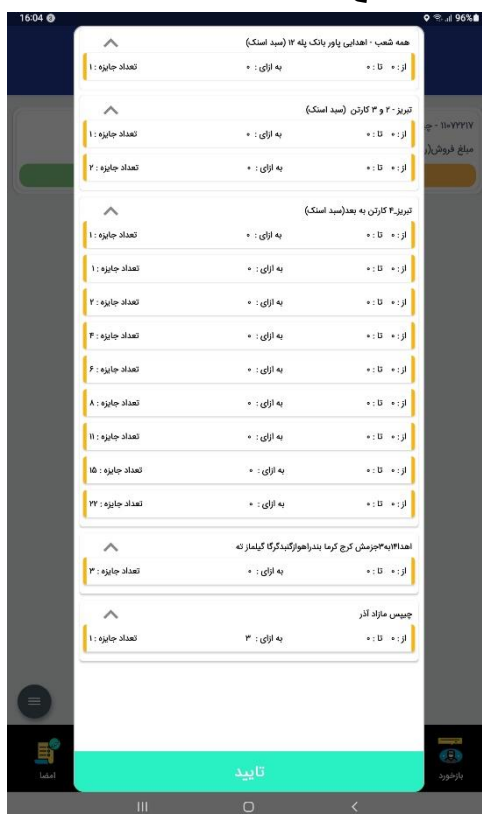 16:04 96%
همه شعب - اهدایی پاور بانک پله ۱۲ (سبد اسنک)
از : ۰ تا : ۰ به ازای : ۰ تعداد جایزه : ۱
تبریز - ۲ و ۳ کارتن (سبد اسنک)
از : ۰ تا : ۰ به ازای : ۰ تعداد جایزه : ۱
از : ۰ تا : ۰ به ازای : ۰ تعداد جایزه : ۲
تبریز_۴ کارتن به بعد(سبد اسنک)
از : ۰ تا : ۰ به ازای : ۰ تعداد جایزه : ۱
از : ۰ تا : ۰ به ازای : ۰ تعداد جایزه : ۱
از : ۰ تا : ۰ به ازای : ۰ تعداد جایزه : ۲
از : ۰ تا : ۰ به ازای : ۰ تعداد جایزه : ۴
از : ۰ تا : ۰ به ازای : ۰ تعداد جایزه : ۶
از : ۰ تا : ۰ به ازای : ۰ تعداد جایزه : ۸
از : ۰ تا : ۰ به ازای : ۰ تعداد جایزه : ۱۱
از : ۰ تا : ۰ به ازای : ۰ تعداد جایزه : ۱۵
از : ۰ تا : ۰ به ازای : ۰ تعداد جایزه : ۲۲
اهدا۱۴به۳جزمش کرج کرما بندراهوازگنبدگرگا گیلماز ته
از : ۰ تا : ۰ به ازای : ۰ تعداد جایزه : ۳
چیپس مازاد آذر
از : ۰ تا : ۰ به ازای : ۳ تعداد جایزه : ۱
مبلغ فروش(ر
تایید
بازخورد
امضا